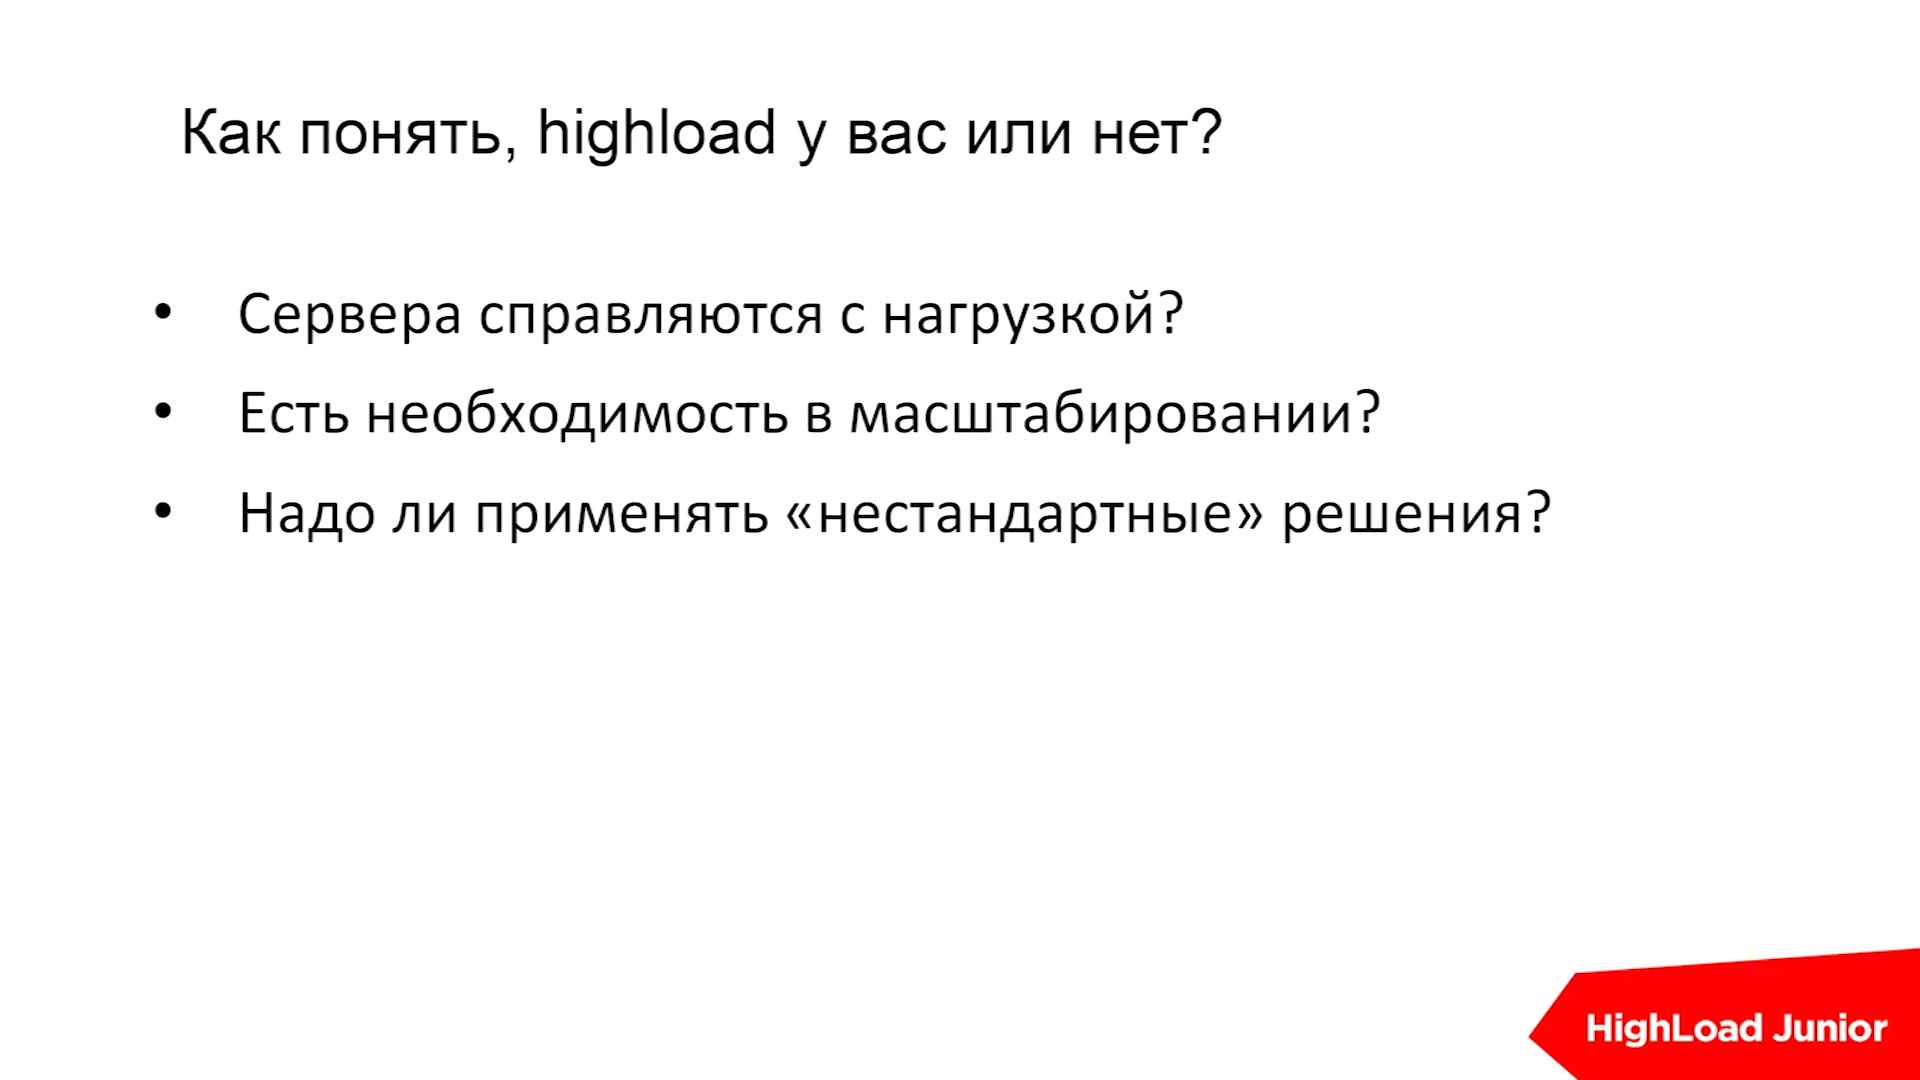 Как понять, highload у вас или нет?
• Сервера справляются с нагрузкой?
• Есть необходимость в масштабировании?
• Надо ли применять «нестандартные» решения?
HighLoad Junior